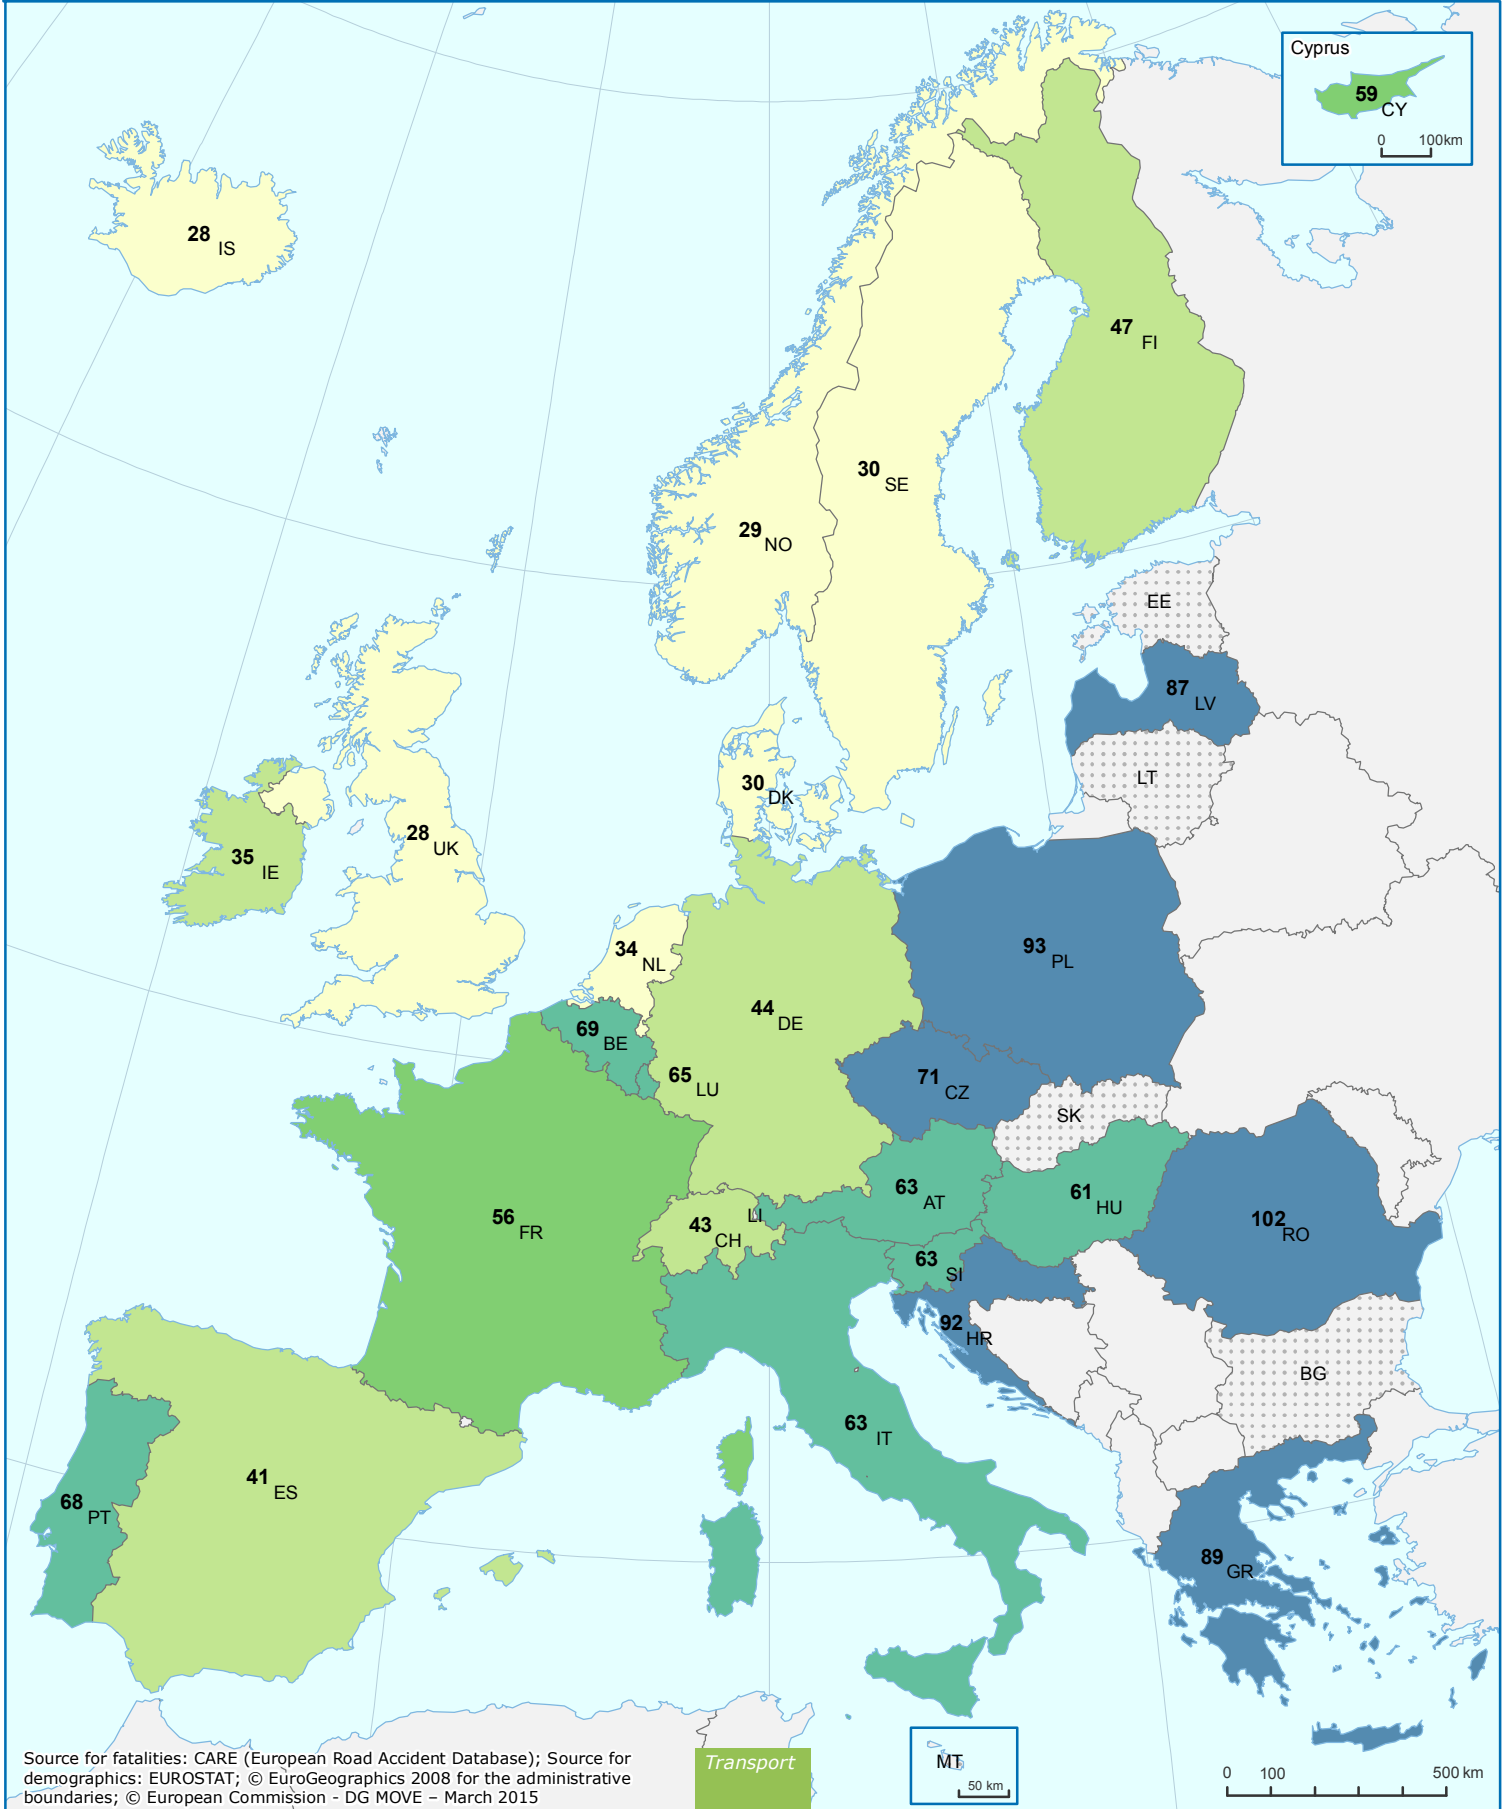 Cyprus
59 CY
0 100km
28 IS
47 FI
30 SE
29 NO
EE
87 LV
LT
30 DK
28 UK
35 IE
34 NL
93 PL
44 DE
69 BE
65 LU
71 CZ
SK
63 AT
61 HU
LI
56 FR
43 CH
102 RO
63 SI
92 HR
BG
63 IT
41 ES
68 PT
89 GR
MT
50 km
Source for fatalities: CARE (European Road Accident Database); Source for
demographics: EUROSTAT; © EuroGeographics 2008 for the administrative
boundaries; © European Commission - DG MOVE – March 2015
Transport
0 100 500 km